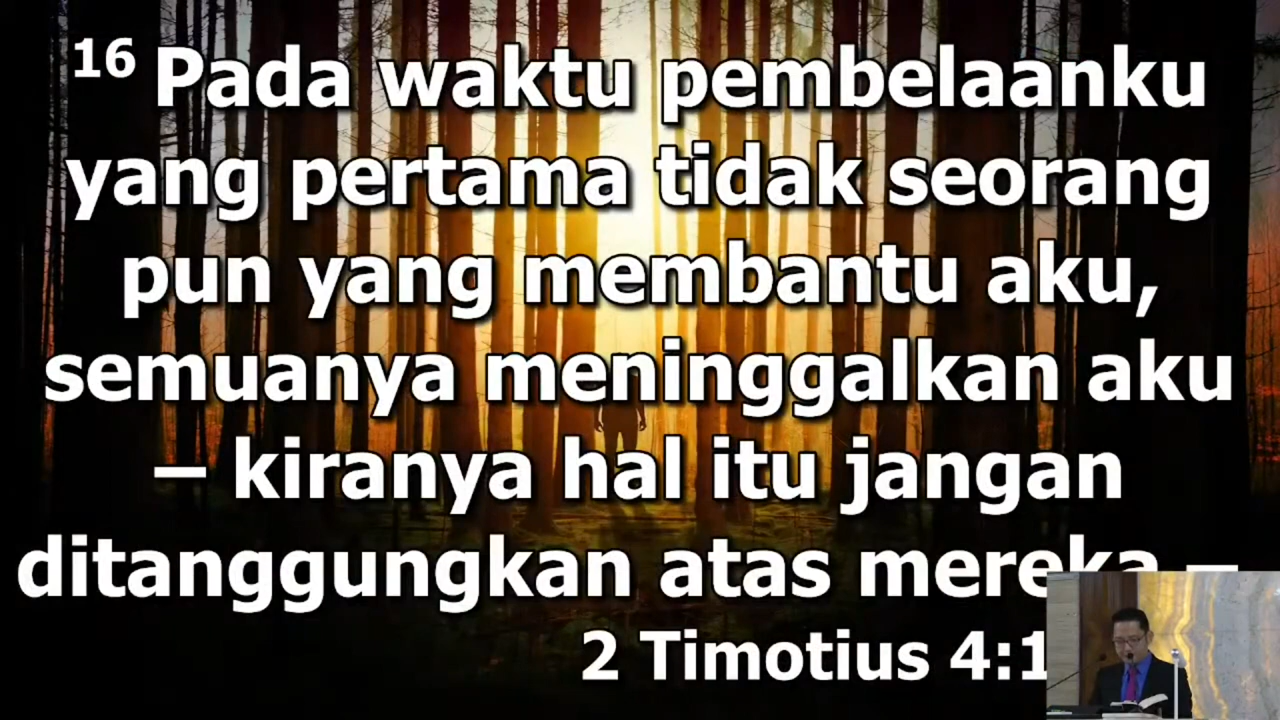 16 Pada waktu pembelaanku
yang pertama tidak seorang
pun yang membantu aku,
semuanya meninggalkan aku
– kiranya hal itu jangan
ditanggungkan atas mereka –
2 Timotius 4:1